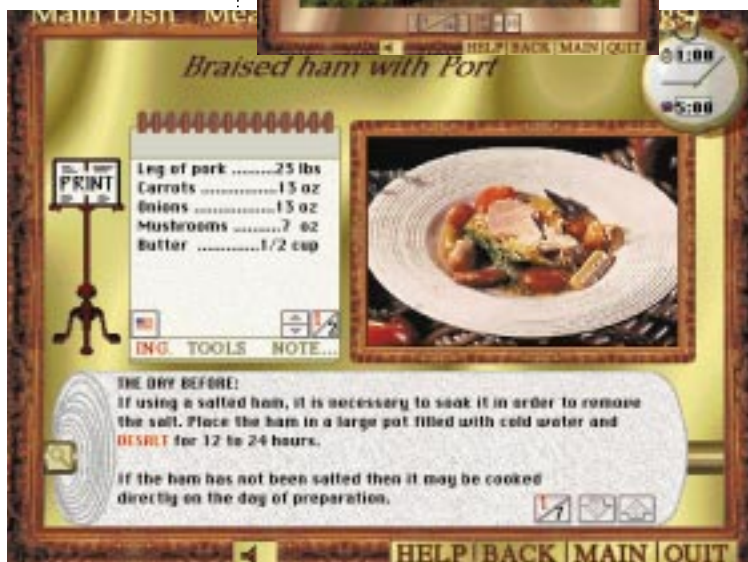 HELP BACK MAIN QUIT
Main Dish Mea
Braised ham with Port
1:00
5:00
PRINT
Leg of pork ........25 lbs
Carrots .............13 oz
Onions ..............13 oz
Mushrooms .........7 oz
Butter ...........1/2 cup
ING. TOOLS NOTE...
THE DAY BEFORE:
If using a salted ham, it is necessary to soak it in order to remove
the salt. Place the ham in a large pot filled with cold water and
DESALT for 12 to 24 hours.
If the ham has not been salted then it may be cooked
directly on the day of preparation.
1/7
HELP BACK MAIN QUIT